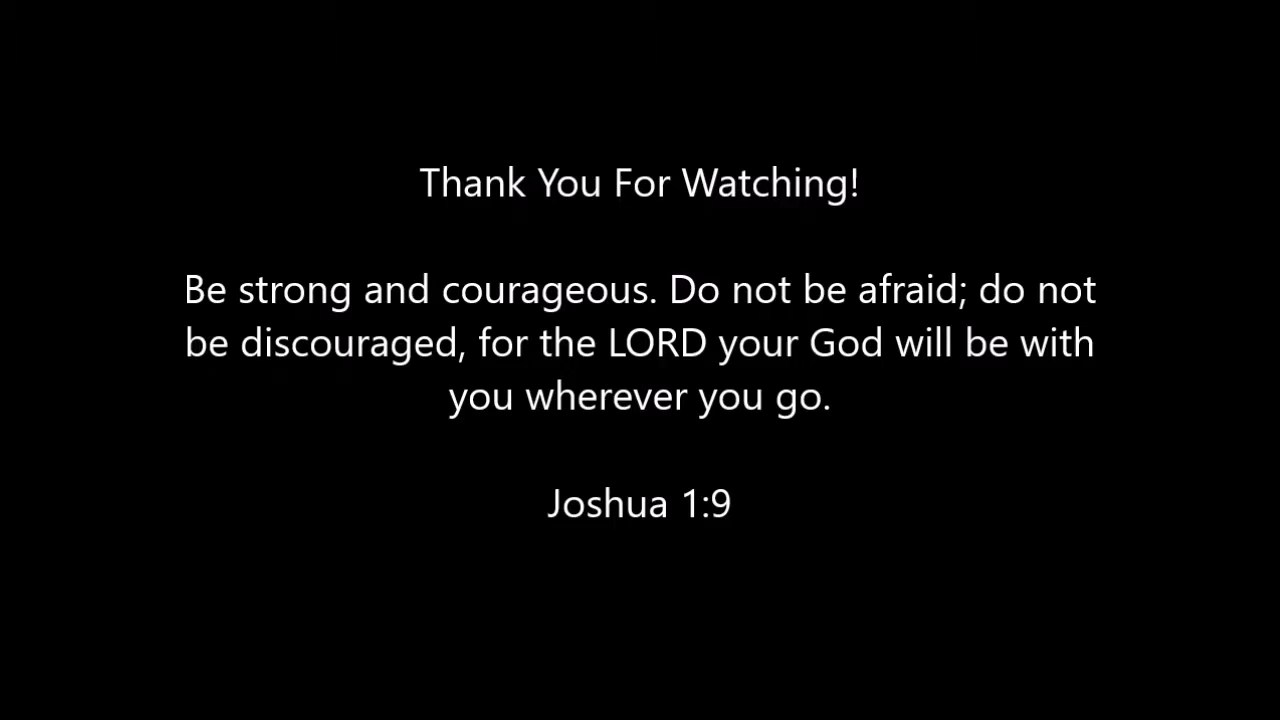 Thank You For Watching!
Be strong and courageous. Do not be afraid; do not
be discouraged, for the LORD your God will be with
you wherever you go.
Joshua 1:9